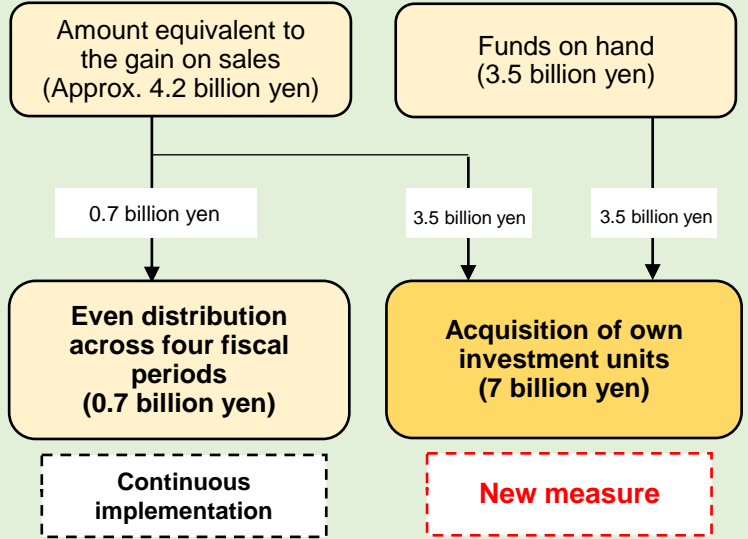 Amount equivalent to
the gain on sales
(Approx. 4.2 billion yen)
Funds on hand
(3.5 billion yen)
0.7 billion yen
3.5 billion yen
3.5 billion yen
Even distribution
across four fiscal
periods
(0.7 billion yen)
Acquisition of own
investment units
(7 billion yen)
Continuous
implementation
New measure